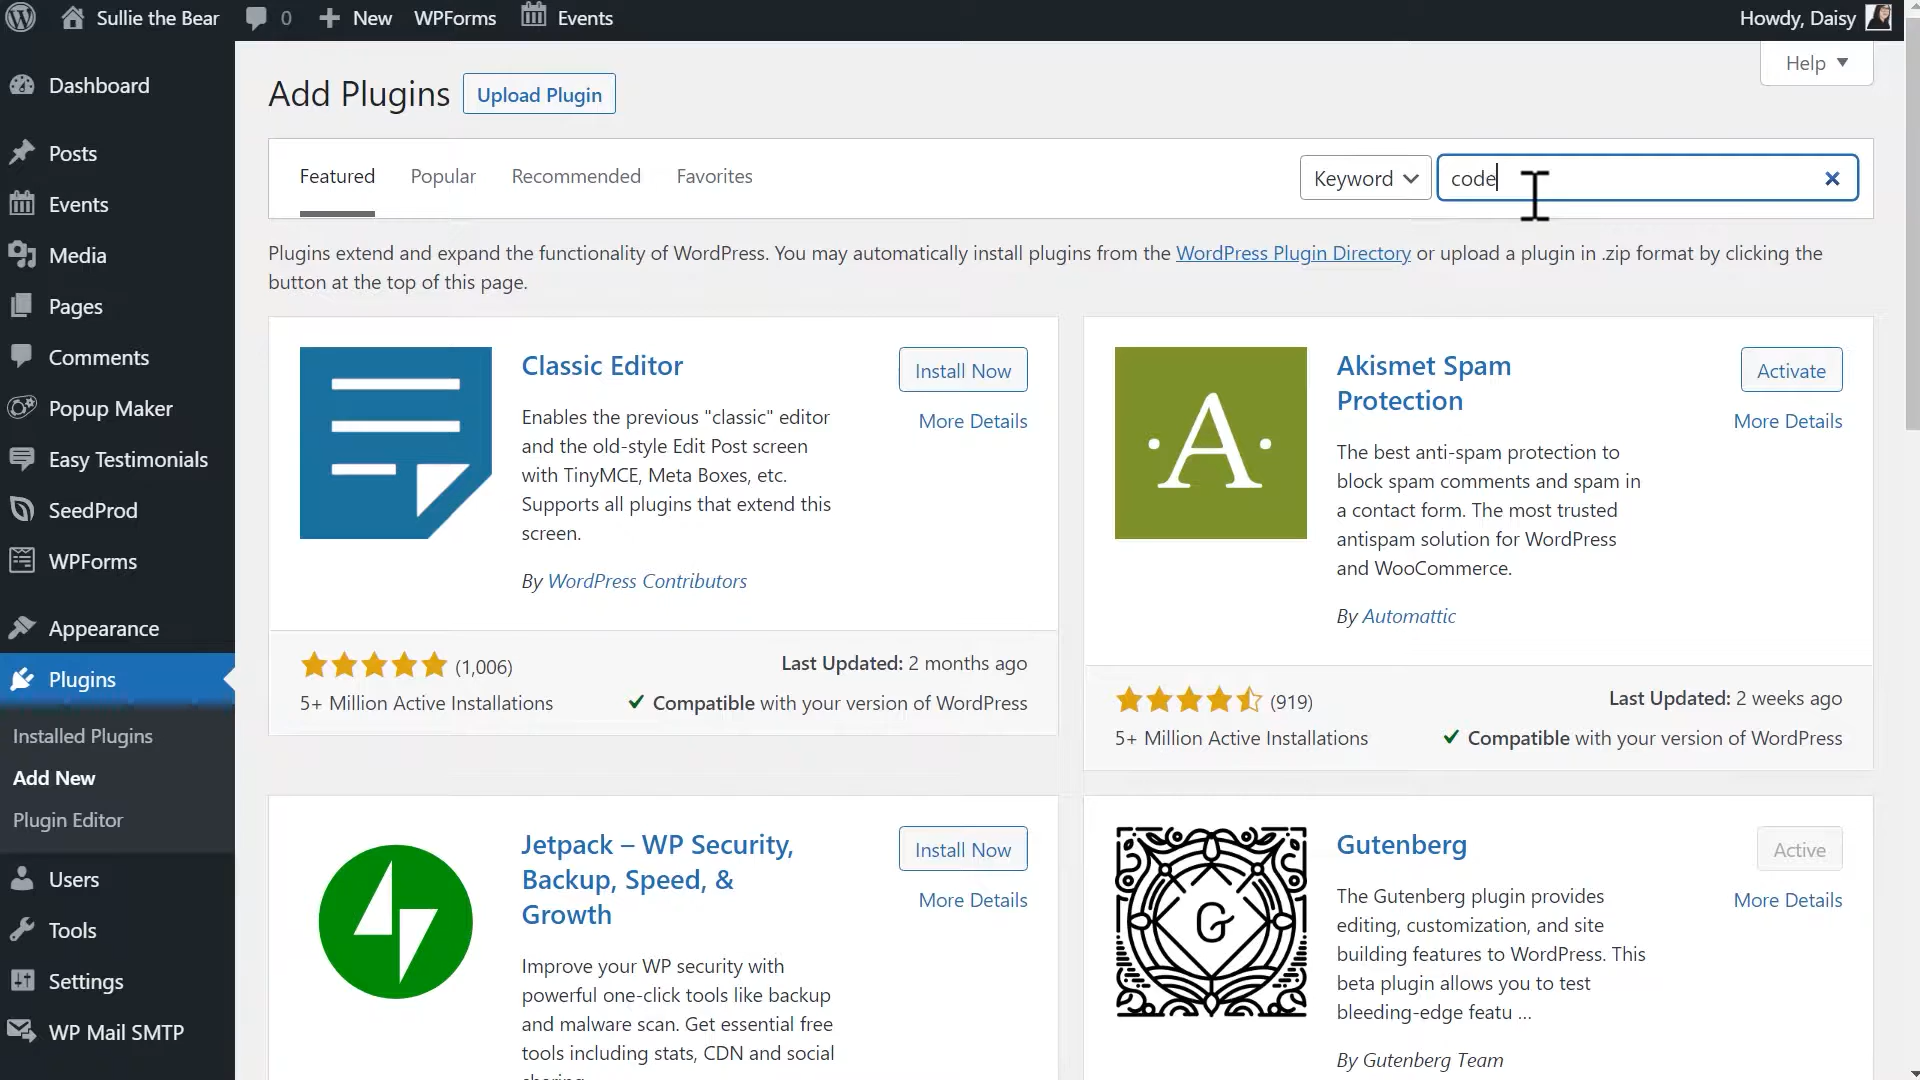 Sullie the Bear
0
New
WPForms
Events
Howdy, Daisy
Help
Dashboard
Posts
Events
Media
Pages
Comments
Popup Maker
Easy Testimonials
SeedProd
WPForms
Appearance
Plugins
Installed Plugins
Add New
Plugin Editor
Users
Tools
Settings
WP Mail SMTP
Add Plugins
Upload Plugin
Featured
Popular
Recommended
Favorites
Keyword
code
Plugins extend and expand the functionality of WordPress. You may automatically install plugins from the WordPress Plugin Directory or upload a plugin in .zip format by clicking the
button at the top of this page.
Classic Editor
Install Now
More Details
Enables the previous "classic" editor
and the old-style Edit Post screen
with TinyMCE, Meta Boxes, etc.
Supports all plugins that extend this
screen.
By WordPress Contributors
(1,006)
Last Updated: 2 months ago
5+ Million Active Installations
Compatible with your version of WordPress
A
Akismet Spam
Protection
Activate
More Details
The best anti-spam protection to
block spam comments and spam in
a contact form. The most trusted
antispam solution for WordPress
and WooCommerce.
By Automattic
(919)
Last Updated: 2 weeks ago
5+ Million Active Installations
Compatible with your version of WordPress
Jetpack – WP Security,
Backup, Speed, &
Growth
Install Now
More Details
Improve your WP security with
powerful one-click tools like backup
and malware scan. Get essential free
tools including stats, CDN and social
G
Gutenberg
Active
More Details
The Gutenberg plugin provides
editing, customization, and site
building features to WordPress. This
beta plugin allows you to test
bleeding-edge featu ...
By Gutenberg Team